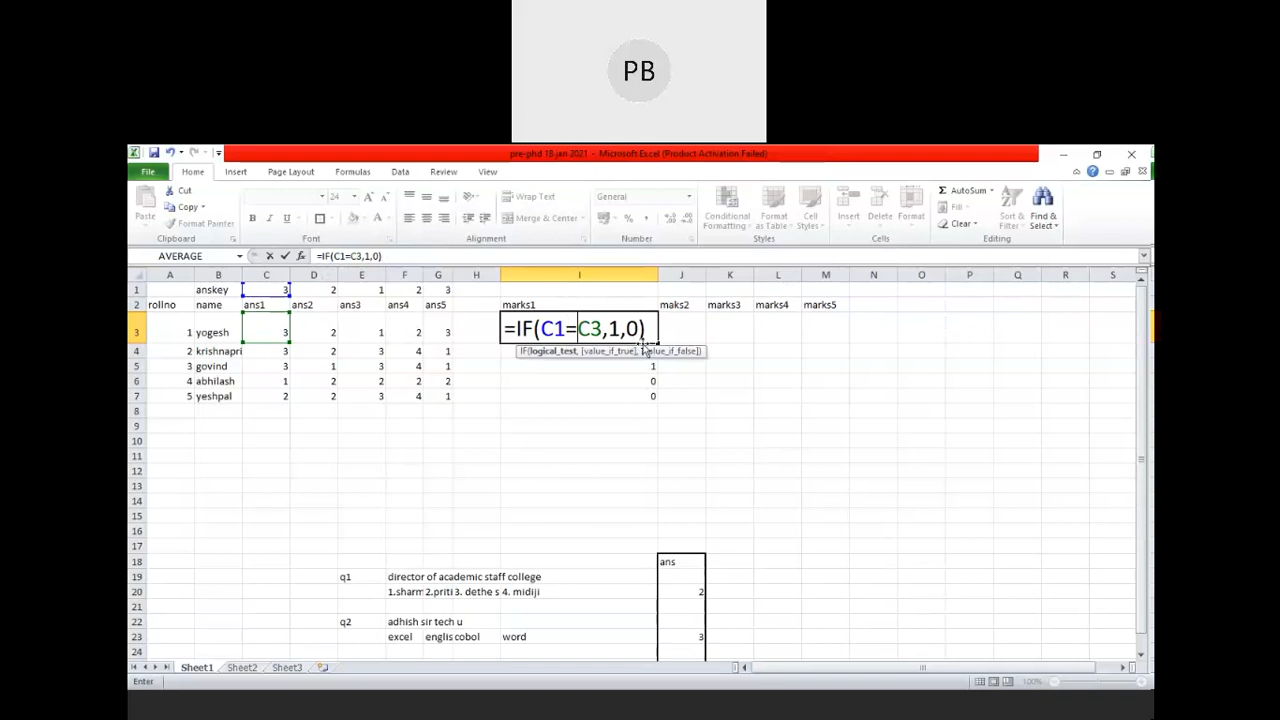 PB
pre-phd 18 jan 2021 - Microsoft Excel (Product Activation Failed)
File Home Insert Page Layout Formulas Data Review View
Cut
Copy
Format Painter
Paste
Clipboard
24
B I U A
Font
Wrap Text
Merge & Center
Alignment
General
%
Number
Conditional Formatting
Format as Table
Cell Styles
Styles
Insert Delete Format
Cells
AutoSum
Fill
Clear
Sort & Filter
Find & Select
Editing
AVERAGE fx =IF(C1=C3,1,0)
A B C D E F G H I J K L M N O P Q R S
1 anskey 3 2 1 2 3
2 rollno name ans1 ans2 ans3 ans4 ans5 marks1 maks2 marks3 marks4 marks5
3 1 yogesh 3 2 1 2 3 =IF(C1=C3,1,0)
IF(logical_test, [value_if_true], [value_if_false])
4 2 krishnapri 3 2 3 4 1
5 3 govind 3 1 3 4 1 1
6 4 abhilash 1 2 2 2 2 0
7 5 yeshpal 2 2 3 4 1 0
8
9
10
11
12
13
14
15
16
17
18 ans
19 q1 director of academic staff college
20 1.sharm 2.priti 3. dethe s 4. midiji 2
21
22 q2 adhish sir tech u
23 excel englis cobol word 3
24
Sheet1 Sheet2 Sheet3
Enter 100%